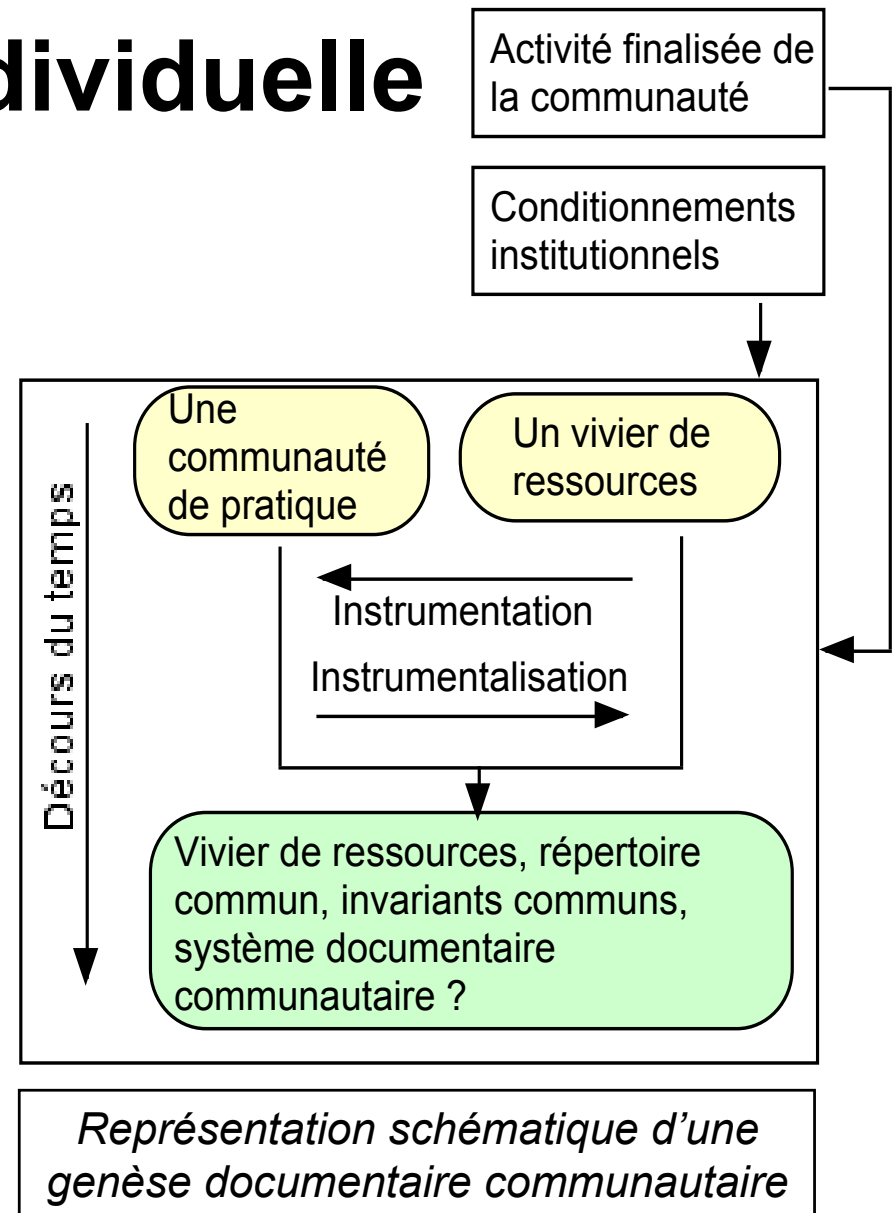 dividuelle
Activité finalisée de
la communauté
Conditionnements
institutionnels
Une
communauté
de pratique
Un vivier de
ressources
Décours du temps
Instrumentation
Instrumentalisation
Vivier de ressources, répertoire
commun, invariants communs,
système documentaire
communautaire ?
Représentation schématique d’une
genèse documentaire communautaire